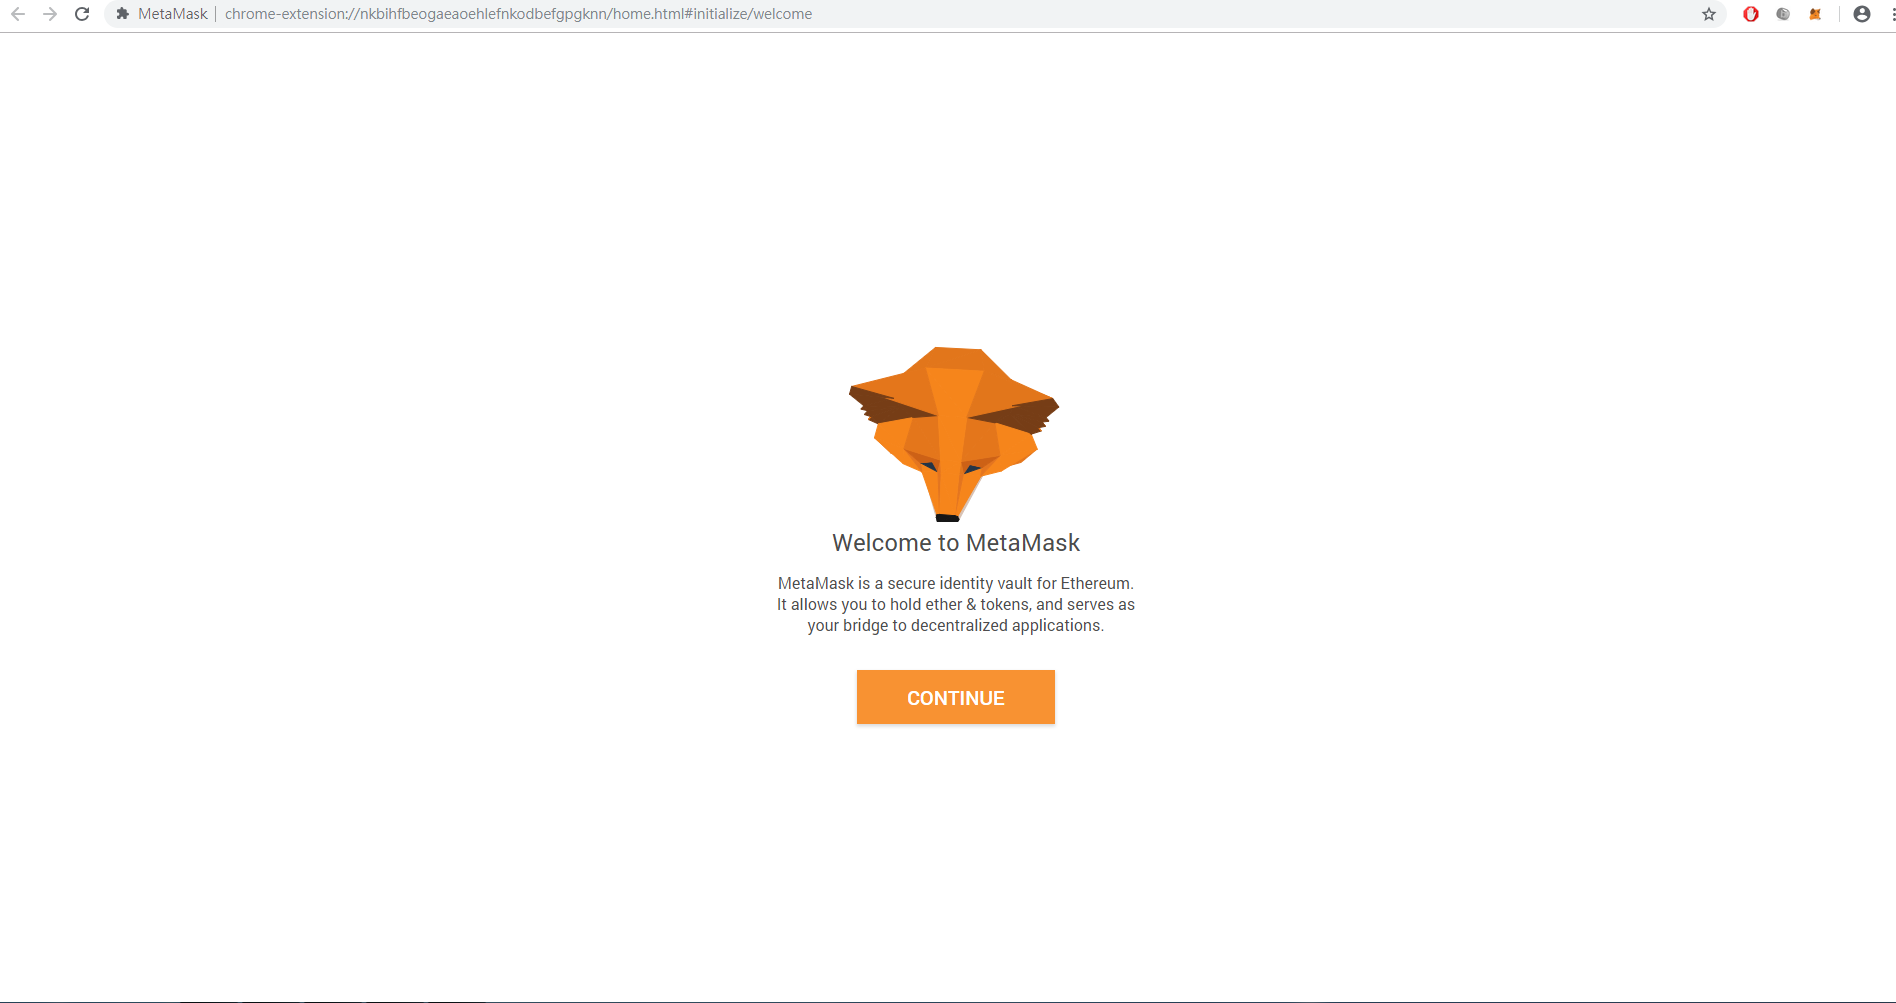 MetaMask | chrome-extension://nkbihfbeogaeaoehlefnkodbefgpgknn/home.html#initialize/welcome
Welcome to MetaMask
MetaMask is a secure identity vault for Ethereum.
It allows you to hold ether & tokens, and serves as
your bridge to decentralized applications.
CONTINUE